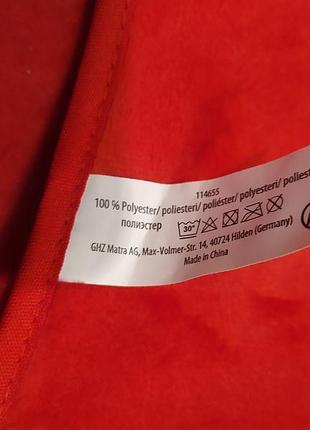 114655
100 % Polyester/ poliesteri/ poliéster/ polyesteri/ poliest
полиэстер 30°
GHZ Matra AG, Max-Volmer-Str. 14, 40724 Hilden (Germany)
Made in China